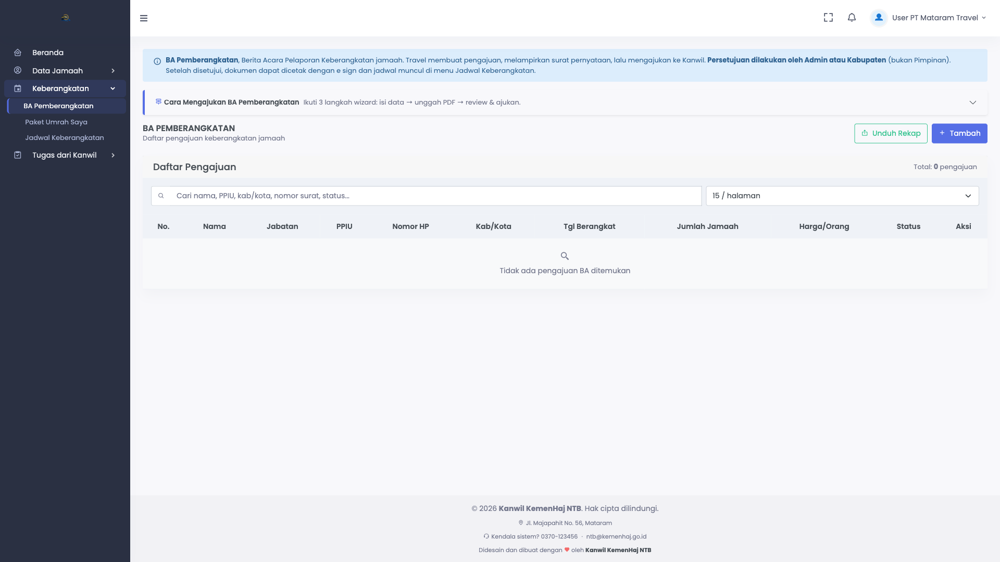 User PT Mataram Travel
Beranda
Data Jamaah
Keberangkatan
BA Pemberangkatan
Paket Umrah Saya
Jadwal Keberangkatan
Tugas dari Kanwil
BA Pemberangkatan, Berita Acara Pelaporan Keberangkatan jamaah. Travel membuat pengajuan, melampirkan surat pernyataan, lalu mengajukan ke Kanwil. Persetujuan dilakukan oleh Admin atau Kabupaten (bukan Pimpinan).
Setelah disetujui, dokumen dapat dicetak dengan e sign dan jadwal muncul di menu Jadwal Keberangkatan.
Cara Mengajukan BA Pemberangkatan Ikuti 3 langkah wizard: isi data → unggah PDF → review & ajukan.
BA PEMBERANGKATAN
Daftar pengajuan keberangkatan jamaah
Unduh Rekap
+ Tambah
Daftar Pengajuan
Total: 0 pengajuan
Cari nama, PPIU, kab/kota, nomor surat, status...
15 / halaman
No. Nama Jabatan PPIU Nomor HP Kab/Kota Tgl Berangkat Jumlah Jamaah Harga/Orang Status Aksi
Tidak ada pengajuan BA ditemukan
© 2026 Kanwil KemenHaj NTB. Hak cipta dilindungi.
Jl. Majapahit No. 56, Mataram
Kendala sistem? 0370-123456 · ntb@kemenhaj.go.id
Didesain dan dibuat dengan ❤ oleh Kanwil KemenHaj NTB